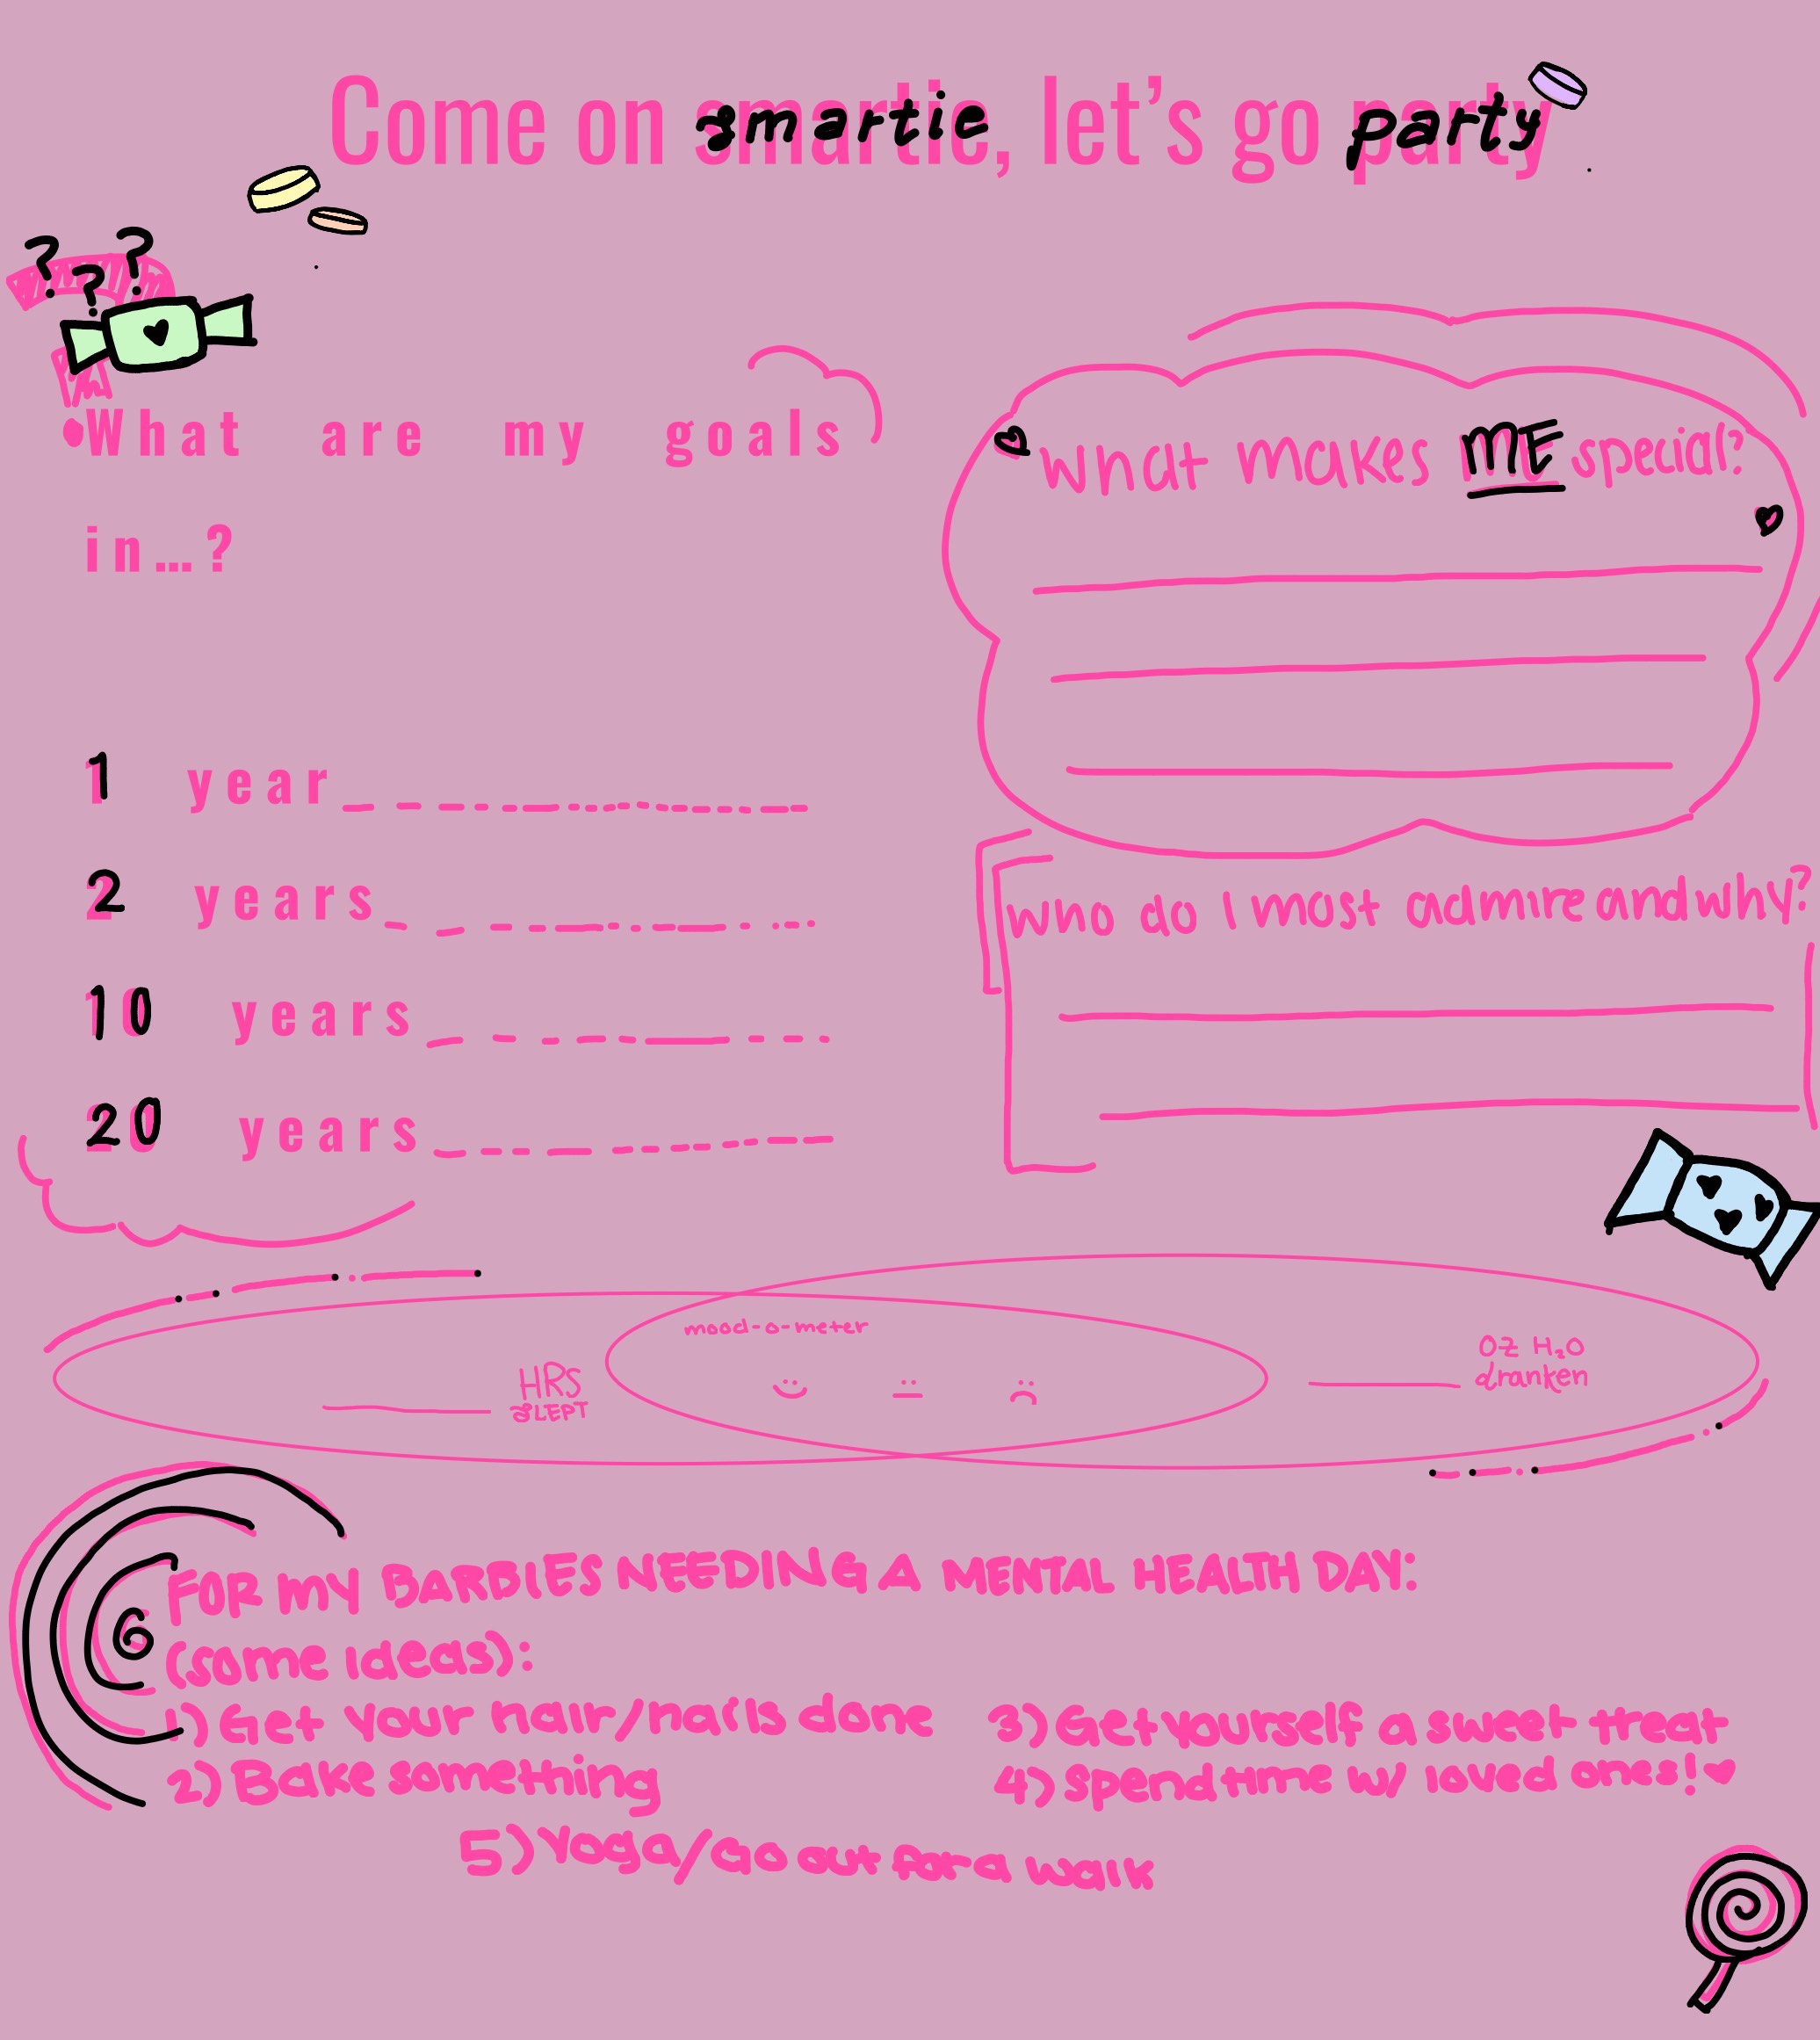 Come on smartie, let's go party
? ? ?
•What are my goals
in....?
1 year
2 years
10 years
20 years
What makes ME special?
Who do I most admire and why?
HRS
SLEPT
mood-o-meter
OZ H₂O
dranken
FOR MY BARBIES NEEDING A MENTAL HEALTH DAY:
(some ideas):
1) Get your hair/nails done
2) Bake something
3) Get yourself a sweet treat
4) Spend time w/ loved ones! ♥
5) Yoga/Go out for a walk